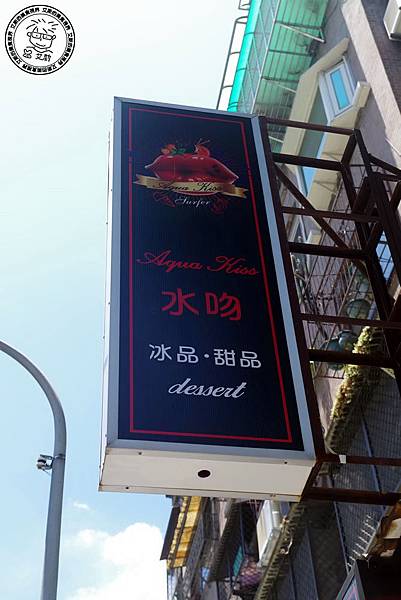 Aqua Kiss
Surfer
Aqua Kiss
水吻
冰品·甜品
dessert